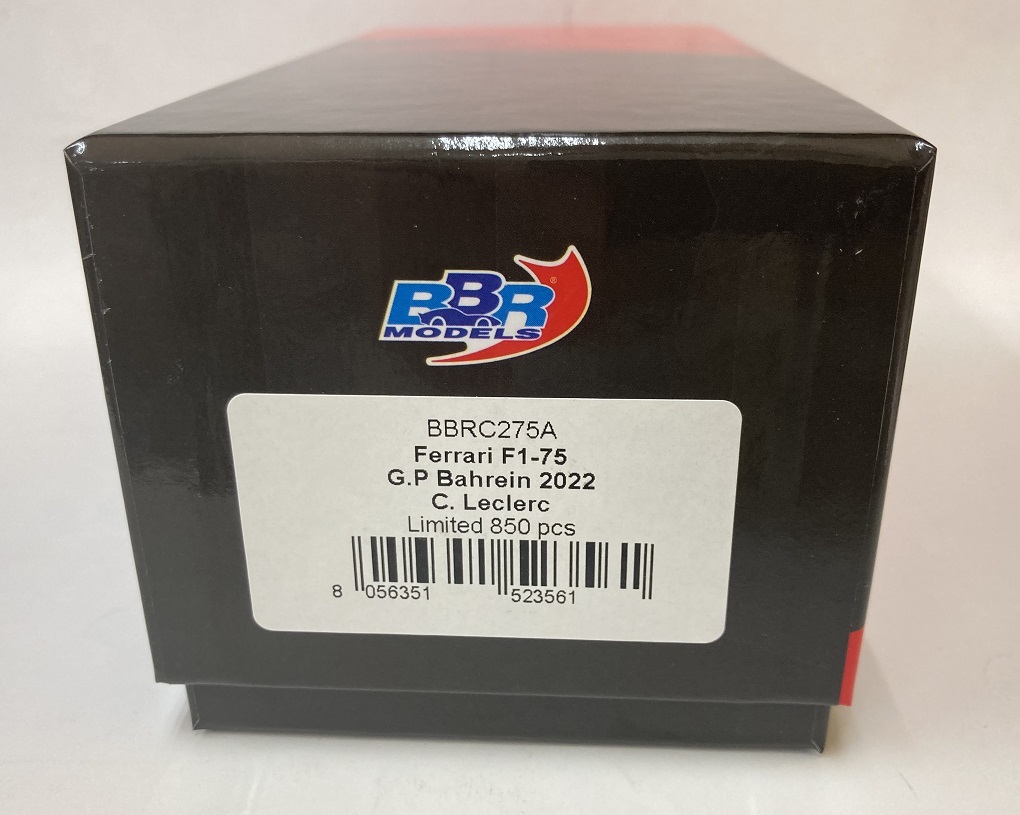 BBR®
MODELS
BBRC275A
Ferrari F1-75
G.P Bahrein 2022
C. Leclerc
Limited 850 pcs
8 056351 523561